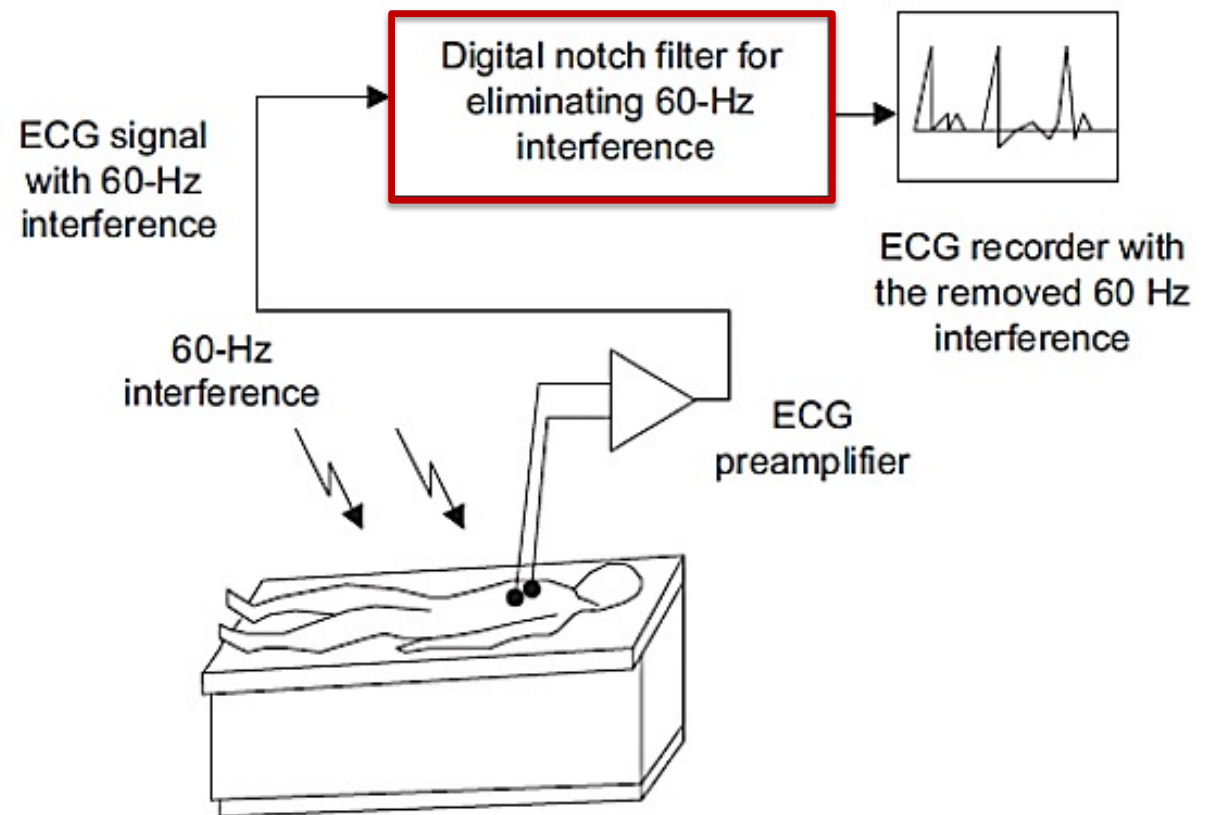 Digital notch filter for
eliminating 60-Hz
interference
ECG signal
with 60-Hz
interference
ECG recorder with
the removed 60 Hz
interference
60-Hz
interference
ECG
preamplifier